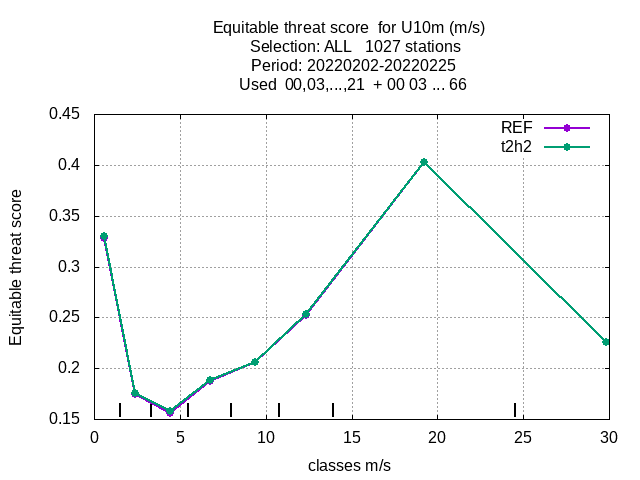 Equitable threat score  for U10m (m/s)
Selection: ALL   1027 stations
Period: 20220202-20220225
Used  00,03,...,21  + 00 03 ... 66
REF
t2h2
Equitable threat score
0.45
0.4
0.35
0.3
0.25
0.2
0.15
0 5 10 15 20 25 30
classes m/s